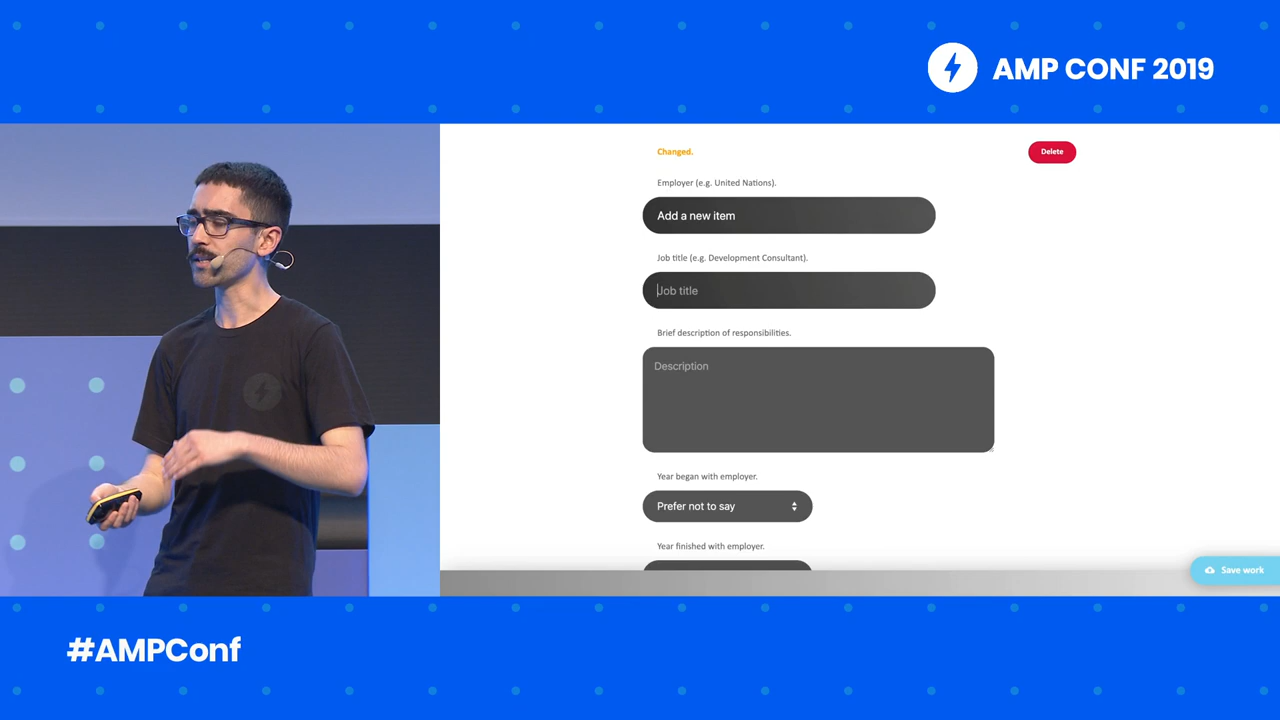 AMP CONF 2019
Changed.
Delete
Employer (e.g. United Nations).
Add a new item
Job title (e.g. Development Consultant).
Job title
Brief description of responsibilities.
Description
Year began with employer.
Prefer not to say
Year finished with employer.
Save work
#AMPConf